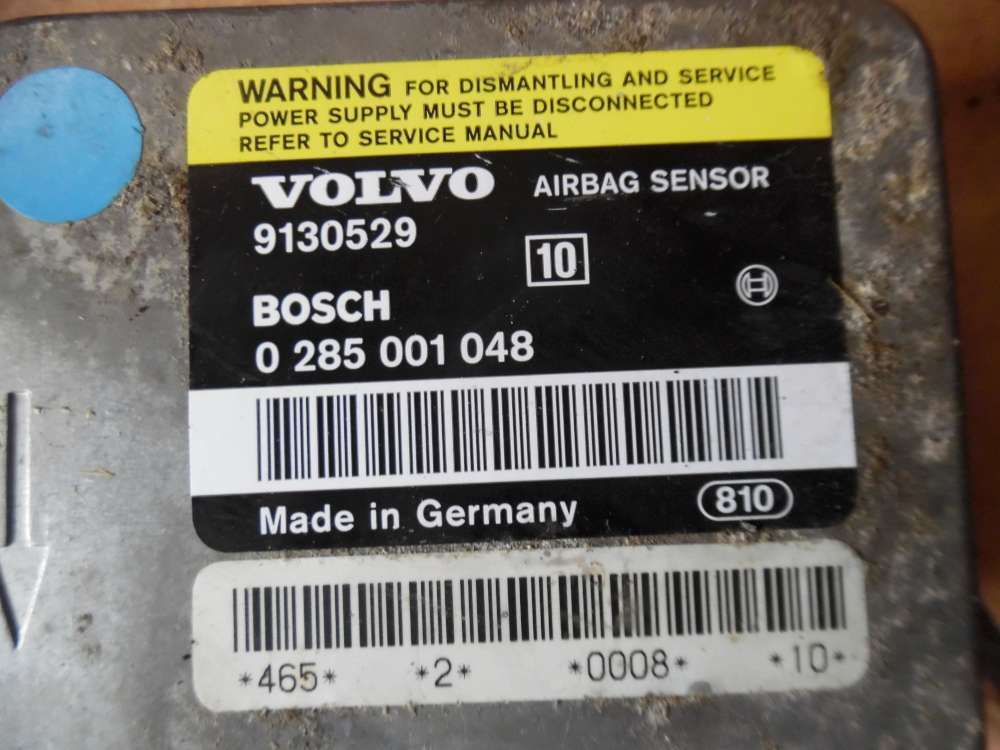 WARNING FOR DISMANTLING AND SERVICE
POWER SUPPLY MUST BE DISCONNECTED
REFER TO SERVICE MANUAL
VOLVO AIRBAG SENSOR
9130529
10
BOSCH
0 285 001 048
Made in Germany 810
*465* *2* *0008* *10*